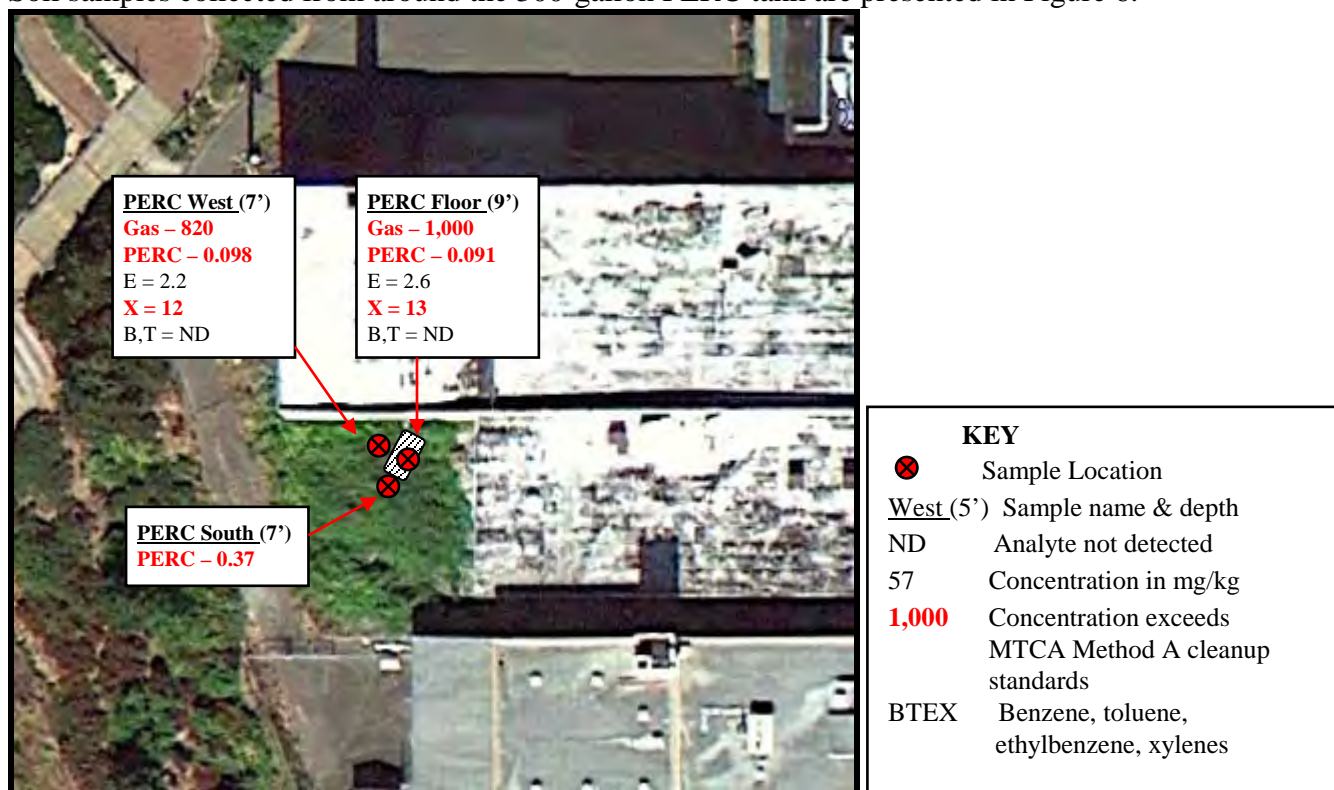 Soil samples collected from around the 300-gallon PERC tank are presented in Figure 6.
PERC West (7’)
Gas – 820
PERC – 0.098
E = 2.2
X = 12
B,T = ND
PERC Floor (9’)
Gas – 1,000
PERC – 0.091
E = 2.6
X = 13
B,T = ND
PERC South (7’)
PERC – 0.37
KEY
Sample Location
West (5’) Sample name & depth
ND Analyte not detected
57 Concentration in mg/kg
1,000 Concentration exceeds
MTCA Method A cleanup
standards
BTEX Benzene, toluene,
ethylbenzene, xylenes